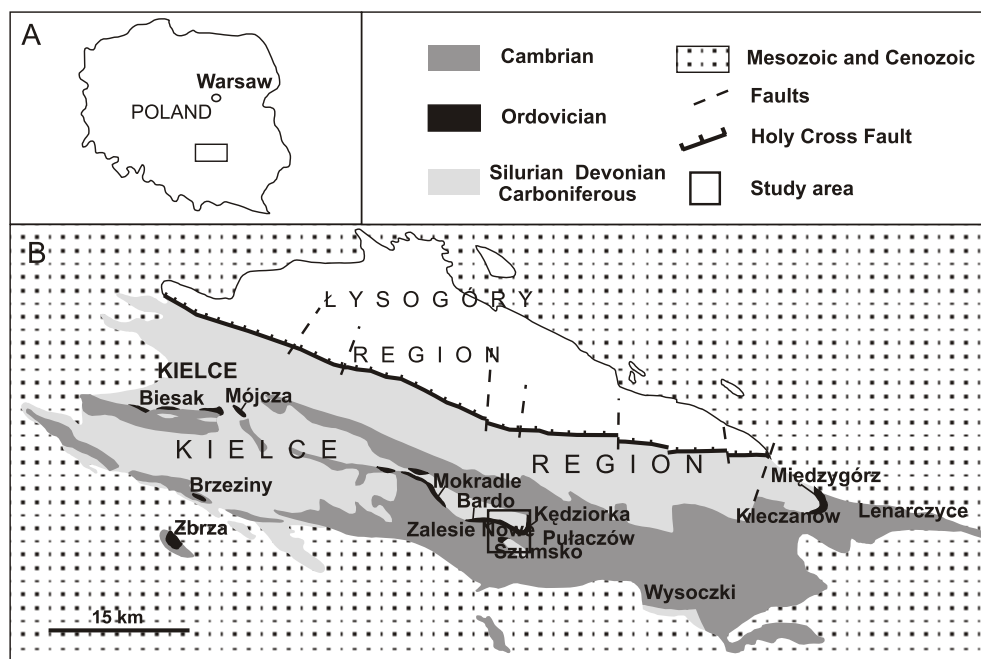 A
Warsaw
POLAND
Cambrian
Ordovician
Silurian Devonian
Carboniferous
Mesozoic and Cenozoic
Faults
Holy Cross Fault
Study area
B
ŁYSOGÓRY
REGION
KIELCE
Biesak
Mójcza
KIELCE
REGION
Międzygórz
Mokradle
Brzeziny
Bardo
Kędziorka
Kleczanów
Lenarczyce
Zbrza
Zalesie Nowe
Pułaczów
Szumsko
Wysoczki
15 km